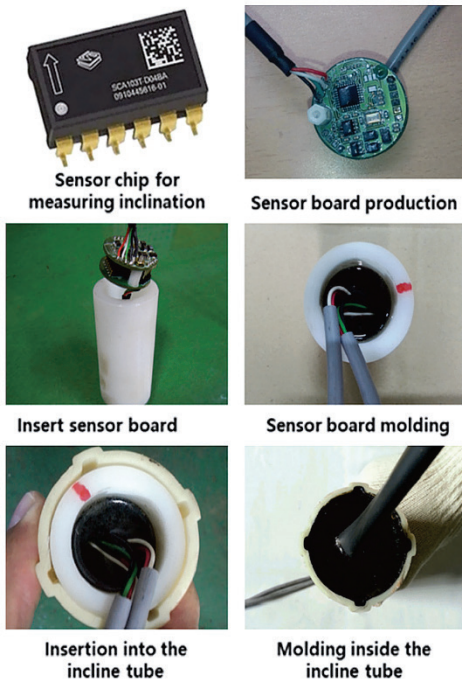 SCA103T-D04BA
0910445616-01
Sensor chip for
measuring inclination
Sensor board production
Insert sensor board
Sensor board molding
Insertion into the
incline tube
Molding inside the
incline tube